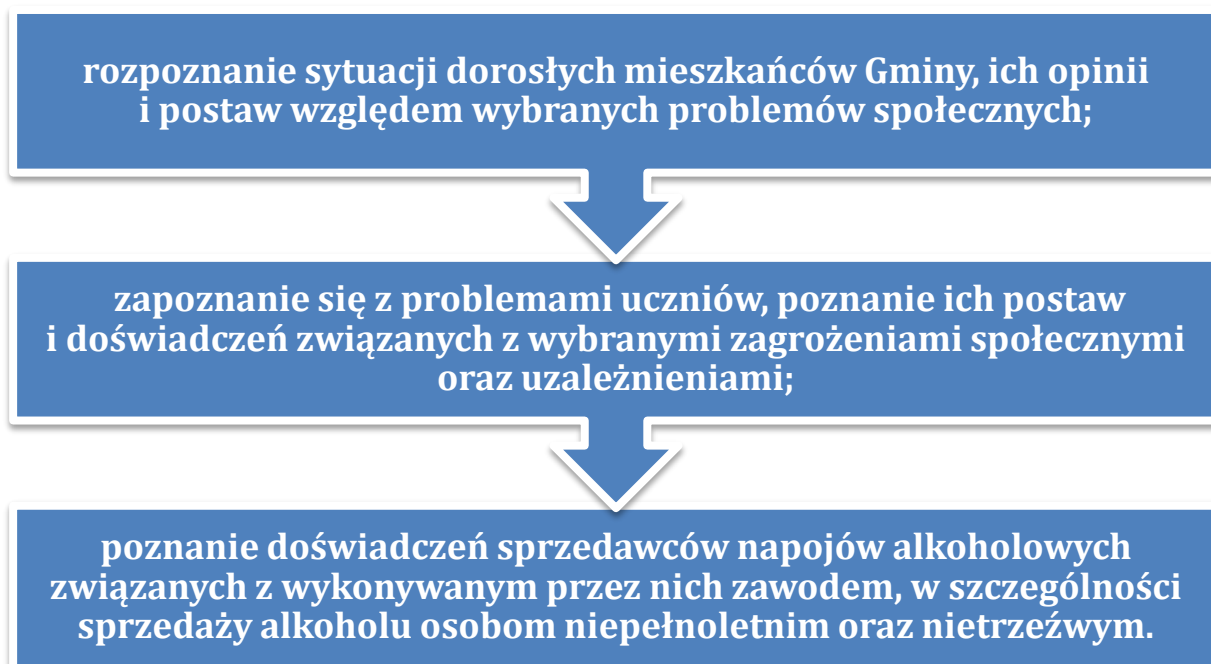 rozpoznanie sytuacji dorosłych mieszkańców Gminy, ich opinii
i postaw względem wybranych problemów społecznych;
zapoznanie się z problemami uczniów, poznanie ich postaw
i doświadczeń związanych z wybranymi zagrożeniami społecznymi
oraz uzależnieniami;
poznanie doświadczeń sprzedawców napojów alkoholowych
związanych z wykonywanym przez nich zawodem, w szczególności
sprzedaży alkoholu osobom niepełnoletnim oraz nietrzeźwym.